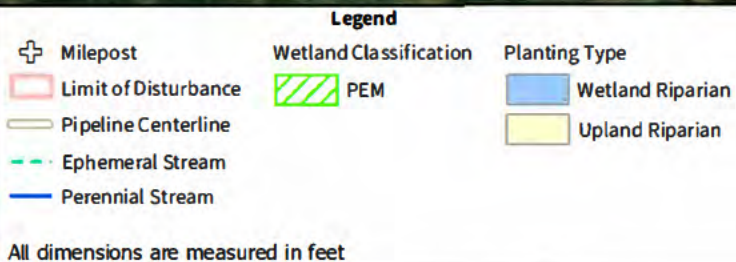 Legend
Milepost
Limit of Disturbance
Pipeline Centerline
Ephemeral Stream
Perennial Stream
Wetland Classification
PEM
Planting Type
Wetland Riparian
Upland Riparian
All dimensions are measured in feet